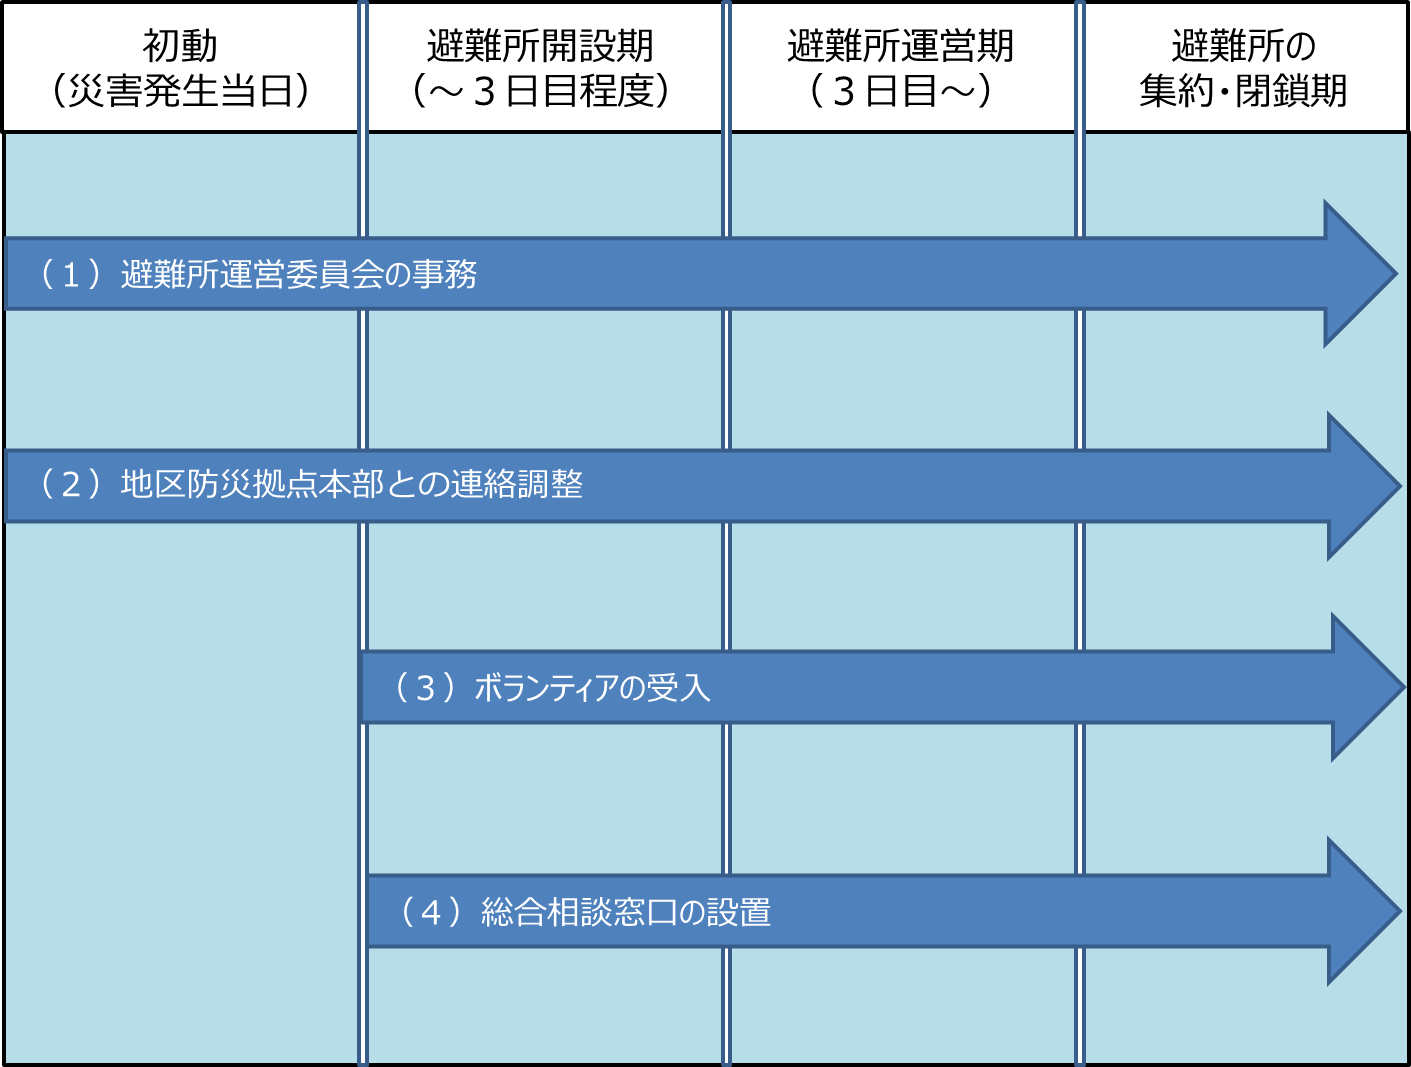 初動
（災害発生当日）
避難所開設期
（～３日目程度）
避難所運営期
（３日目～）
避難所の
集約・閉鎖期
（１）避難所運営委員会の事務
（２）地区防災拠点本部との連絡調整
（３）ボランティアの受入
（４）総合相談窓口の設置